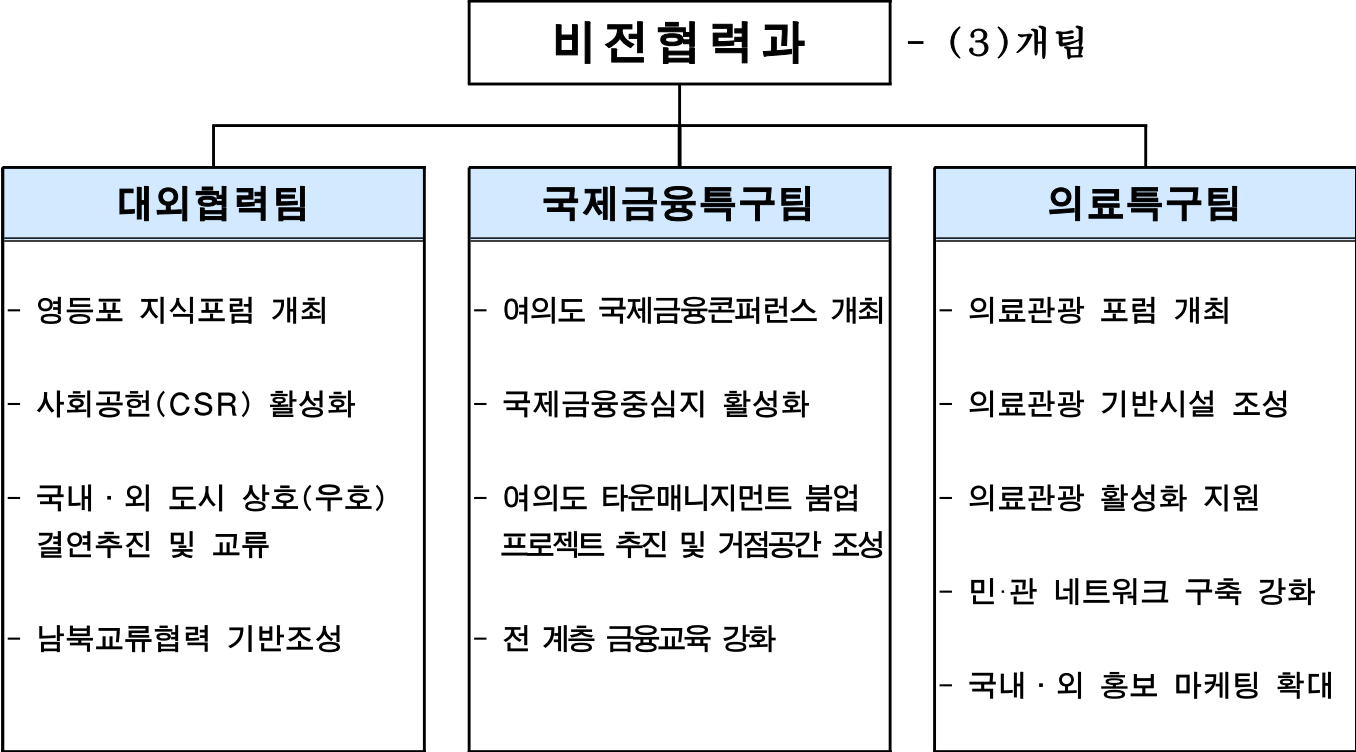 비전협력과 - (3)개팀
대외협력팀
- 영등포 지식포럼 개최
- 사회공헌(CSR) 활성화
- 국내·외 도시 상호(우호)
결연추진 및 교류
- 남북교류협력 기반조성
국제금융특구팀
- 여의도 국제금융콘퍼런스 개최
- 국제금융중심지 활성화
- 여의도 타운매니지먼트 붐업
프로젝트 추진 및 거점공간 조성
- 전 계층 금융교육 강화
의료특구팀
- 의료관광 포럼 개최
- 의료관광 기반시설 조성
- 의료관광 활성화 지원
- 민·관 네트워크 구축 강화
- 국내·외 홍보 마케팅 확대